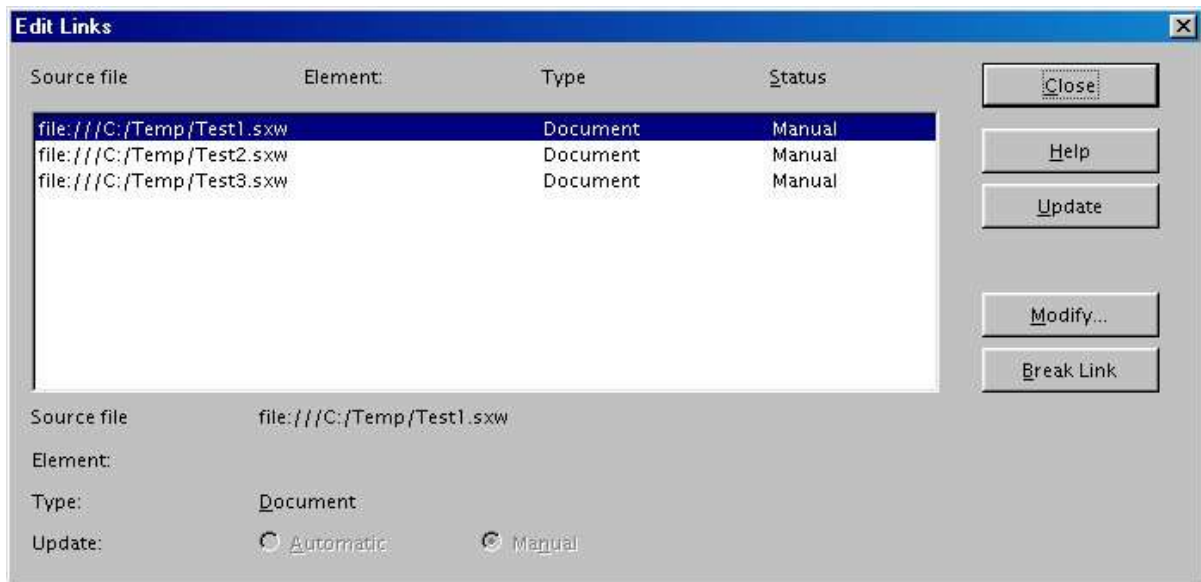 Edit Links
Source file Element: Type Status
Close
file:///C:/Temp/Test1.sxw Document Manual
file:///C:/Temp/Test2.sxw Document Manual
Help
file:///C:/Temp/Test3.sxw Document Manual
Update
Modify...
Break Link
Source file file:///C:/Temp/Test1.sxw
Element:
Type: Document
Update: Automatic Manual